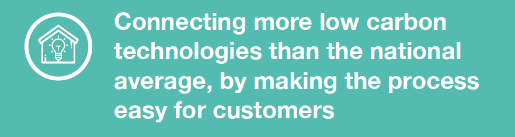 Connecting more low carbon
technologies than the national
average, by making the process
easy for customers